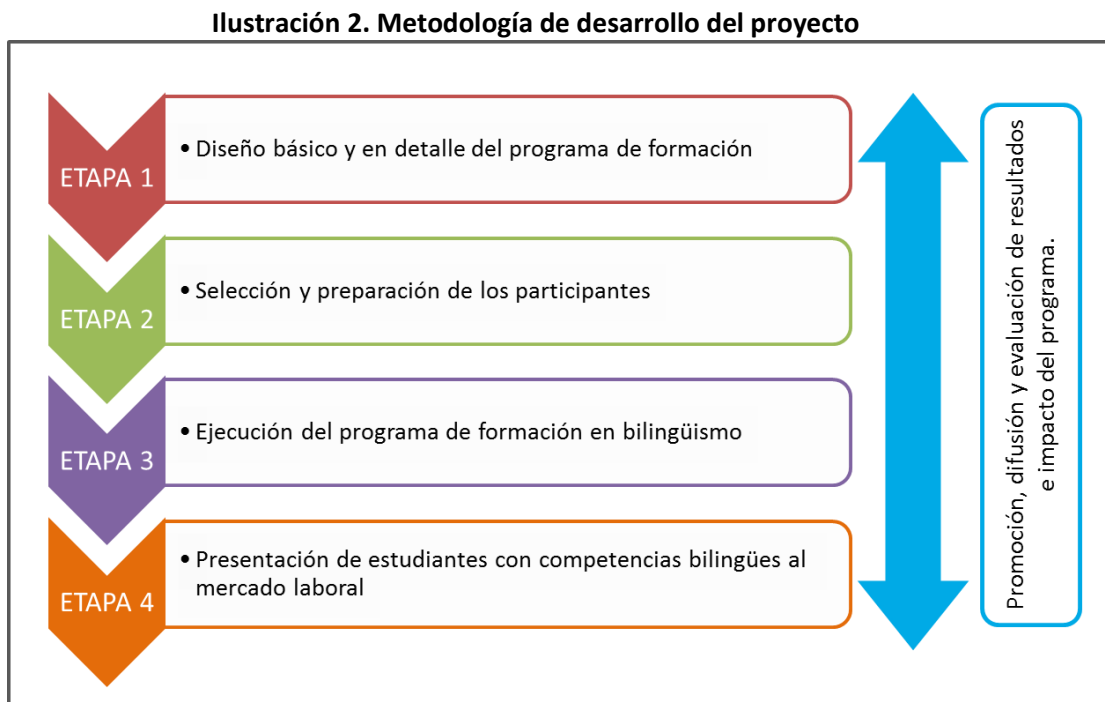 Ilustración 2. Metodología de desarrollo del proyecto
ETAPA 1
• Diseño básico y en detalle del programa de formación
ETAPA 2
• Selección y preparación de los participantes
ETAPA 3
• Ejecución del programa de formación en bilingüismo
ETAPA 4
• Presentación de estudiantes con competencias bilingües al
mercado laboral
Promoción, difusión y evaluación de resultados
e impacto del programa.